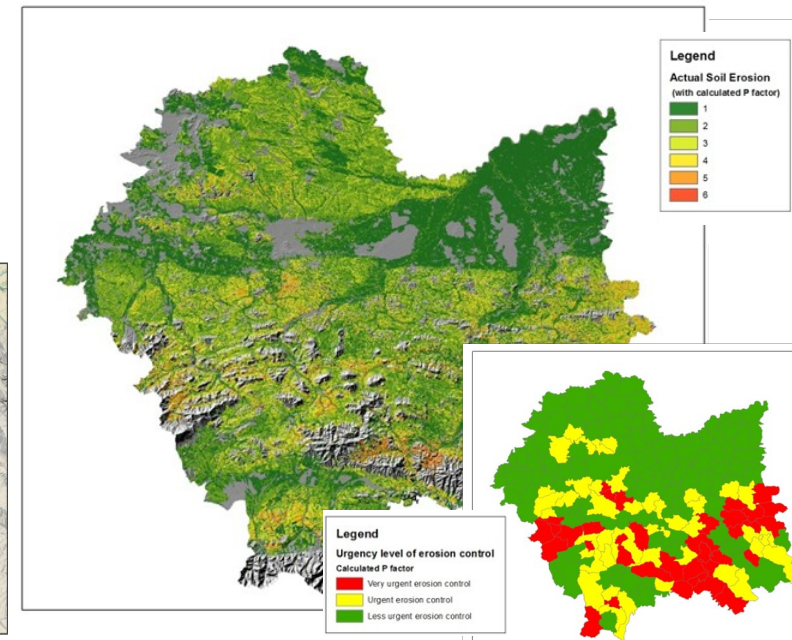 Legend
Actual Soil Erosion
(with calculated P factor)
1
2
3
4
5
6
Legend
Urgency level of erosion control
Calculated P factor
Very urgent erosion control
Urgent erosion control
Less urgent erosion control